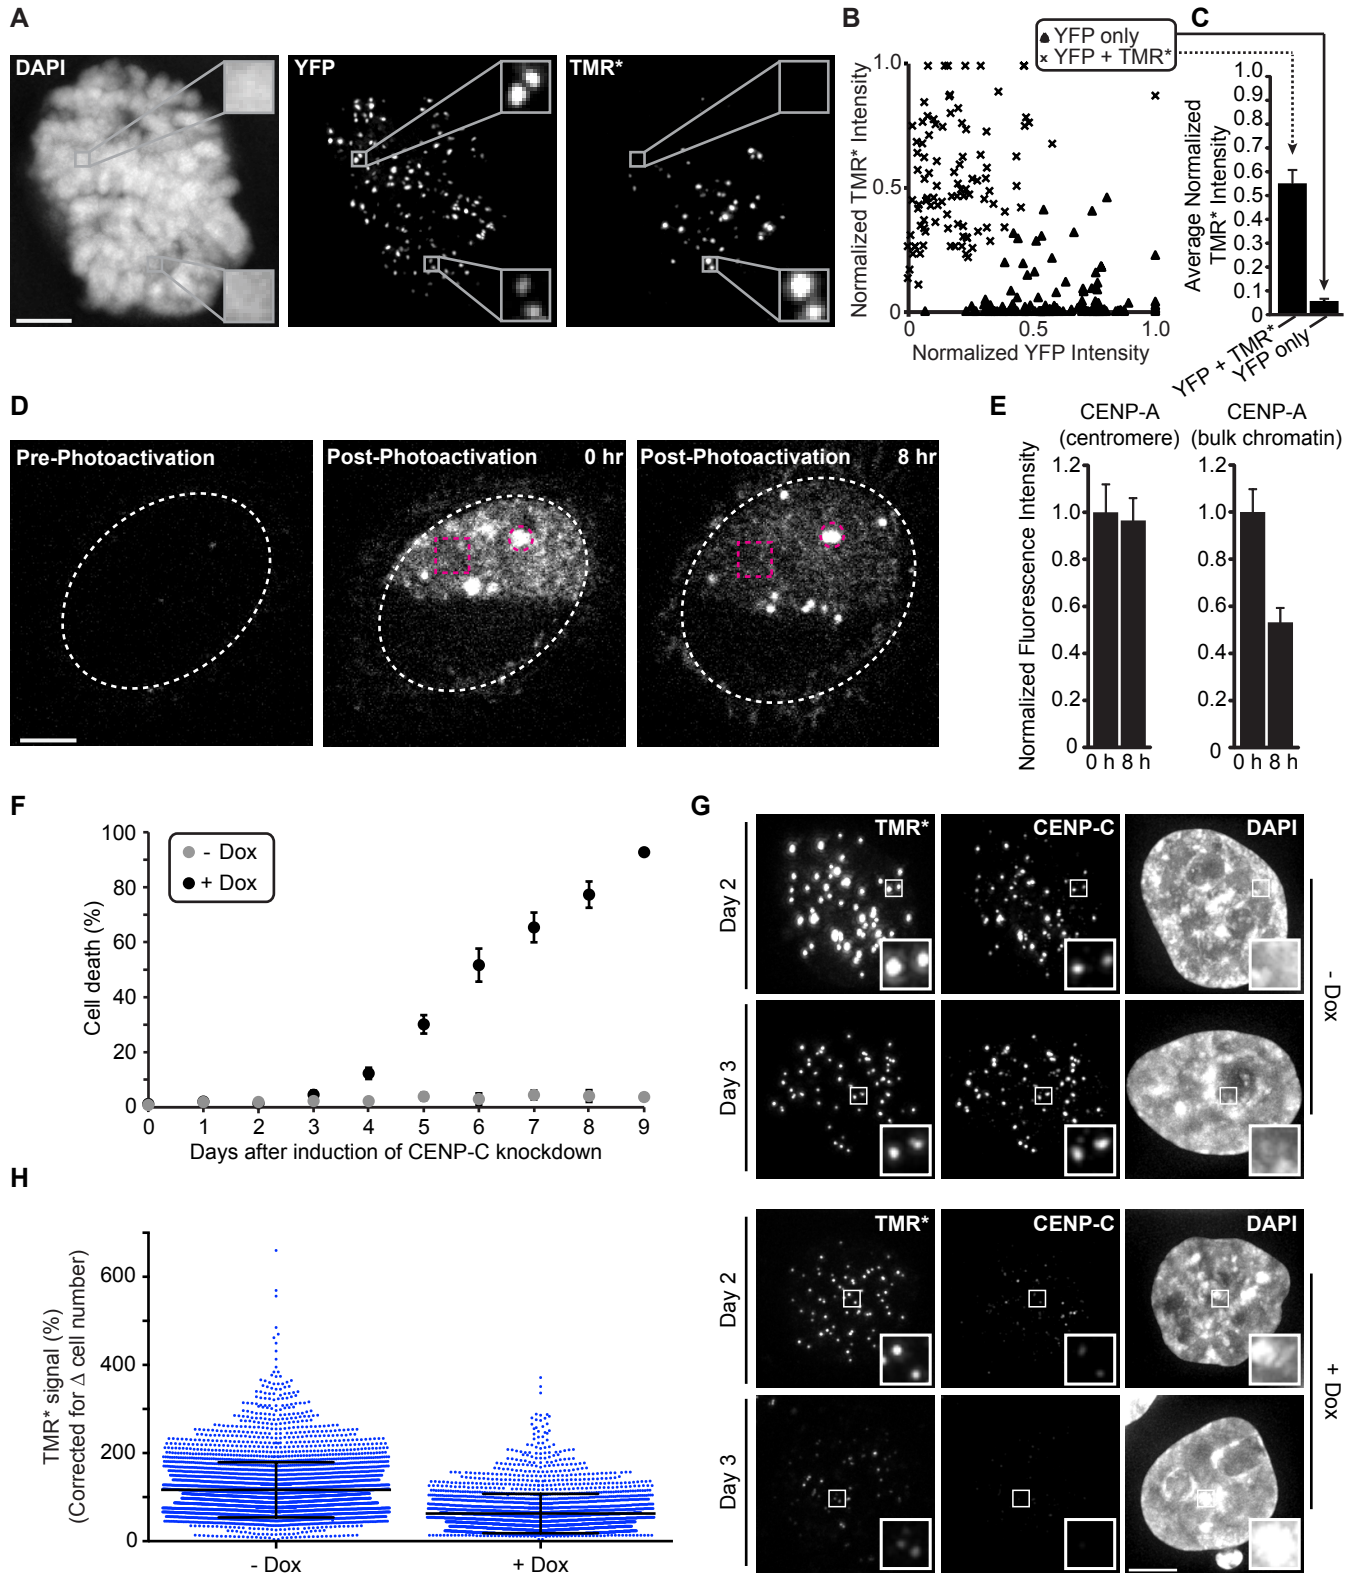 A
DAPI
YFP
TMR*
B
YFP only
YFP + TMR*
Normalized TMR* Intensity
1.0
0.5
0
0
0.5
1.0
Normalized YFP Intensity
C
Average Normalized
TMR* Intensity
1.0
0.9
0.8
0.7
0.6
0.5
0.4
0.3
0.2
0.1
0
YFP + TMR*
YFP only
D
Pre-Photoactivation
Post-Photoactivation 0 hr
Post-Photoactivation 8 hr
E
Normalized Fluorescence Intensity
CENP-A
(centromere)
1.2
1.0
0.8
0.6
0.4
0.2
0
0 h 8 h
CENP-A
(bulk chromatin)
1.2
1.0
0.8
0.6
0.4
0.2
0
0 h 8 h
F
Cell death (%)
100
80
60
40
20
0
- Dox
+ Dox
0 1 2 3 4 5 6 7 8 9
Days after induction of CENP-C knockdown
G
TMR*
CENP-C
DAPI
Day 2
Day 3
- Dox
TMR*
CENP-C
DAPI
Day 2
Day 3
+ Dox
H
TMR* signal (%)
(Corrected for Δ cell number)
600
400
200
0
- Dox
+ Dox